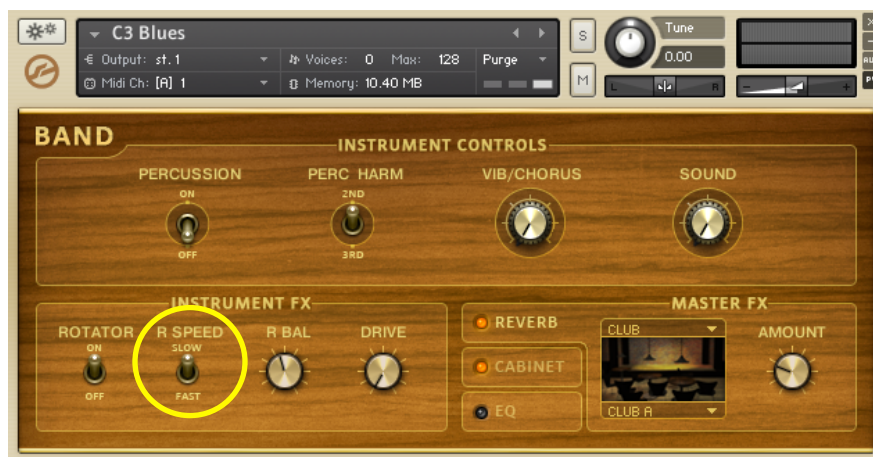 C3 Blues
S
Tune
Output: st.1
Voices: 0 Max: 128 Purge
0.00
Midi Ch: [A] 1
Memory: 10.40 MB
M
L R
- +
BAND
INSTRUMENT CONTROLS
PERCUSSION PERC HARM VIB/CHORUS SOUND
ON 2ND
OFF 3RD
INSTRUMENT FX
MASTER FX
ROTATOR R SPEED R BAL DRIVE
ON SLOW
OFF FAST
REVERB
CABINET
EQ
CLUB
AMOUNT
CLUB A